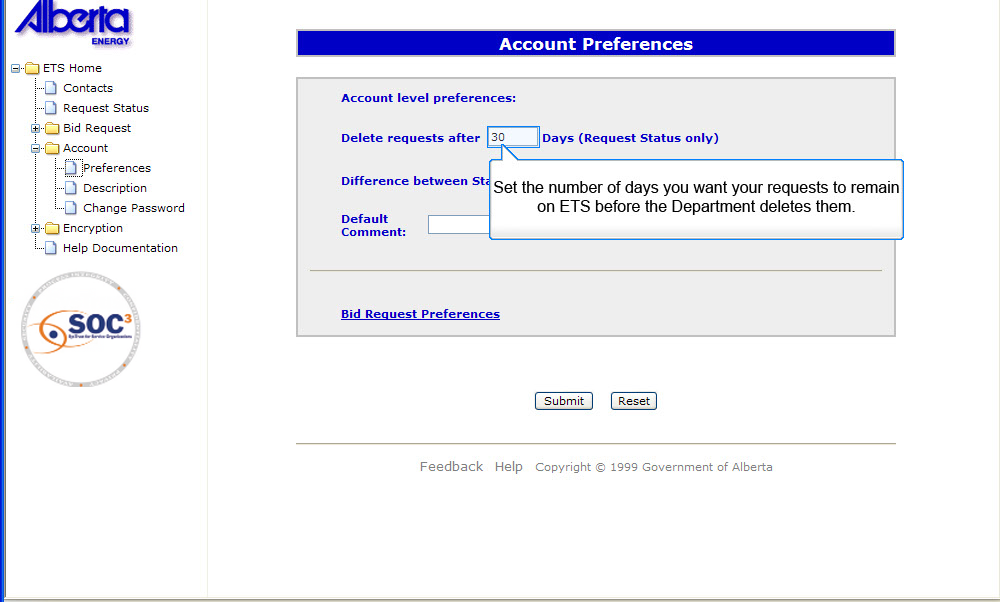 Alberta
ENERGY
Account Preferences
ETS Home
Contacts
Request Status
Bid Request
Account
Preferences
Description
Change Password
Encryption
Help Documentation
SOC3
Account level preferences:
Delete requests after 30 Days (Request Status only)
Set the number of days you want your requests to remain
on ETS before the Department deletes them.
Difference between Sta
Default
Comment:
Bid Request Preferences
Submit Reset
Feedback Help Copyright © 1999 Government of Alberta